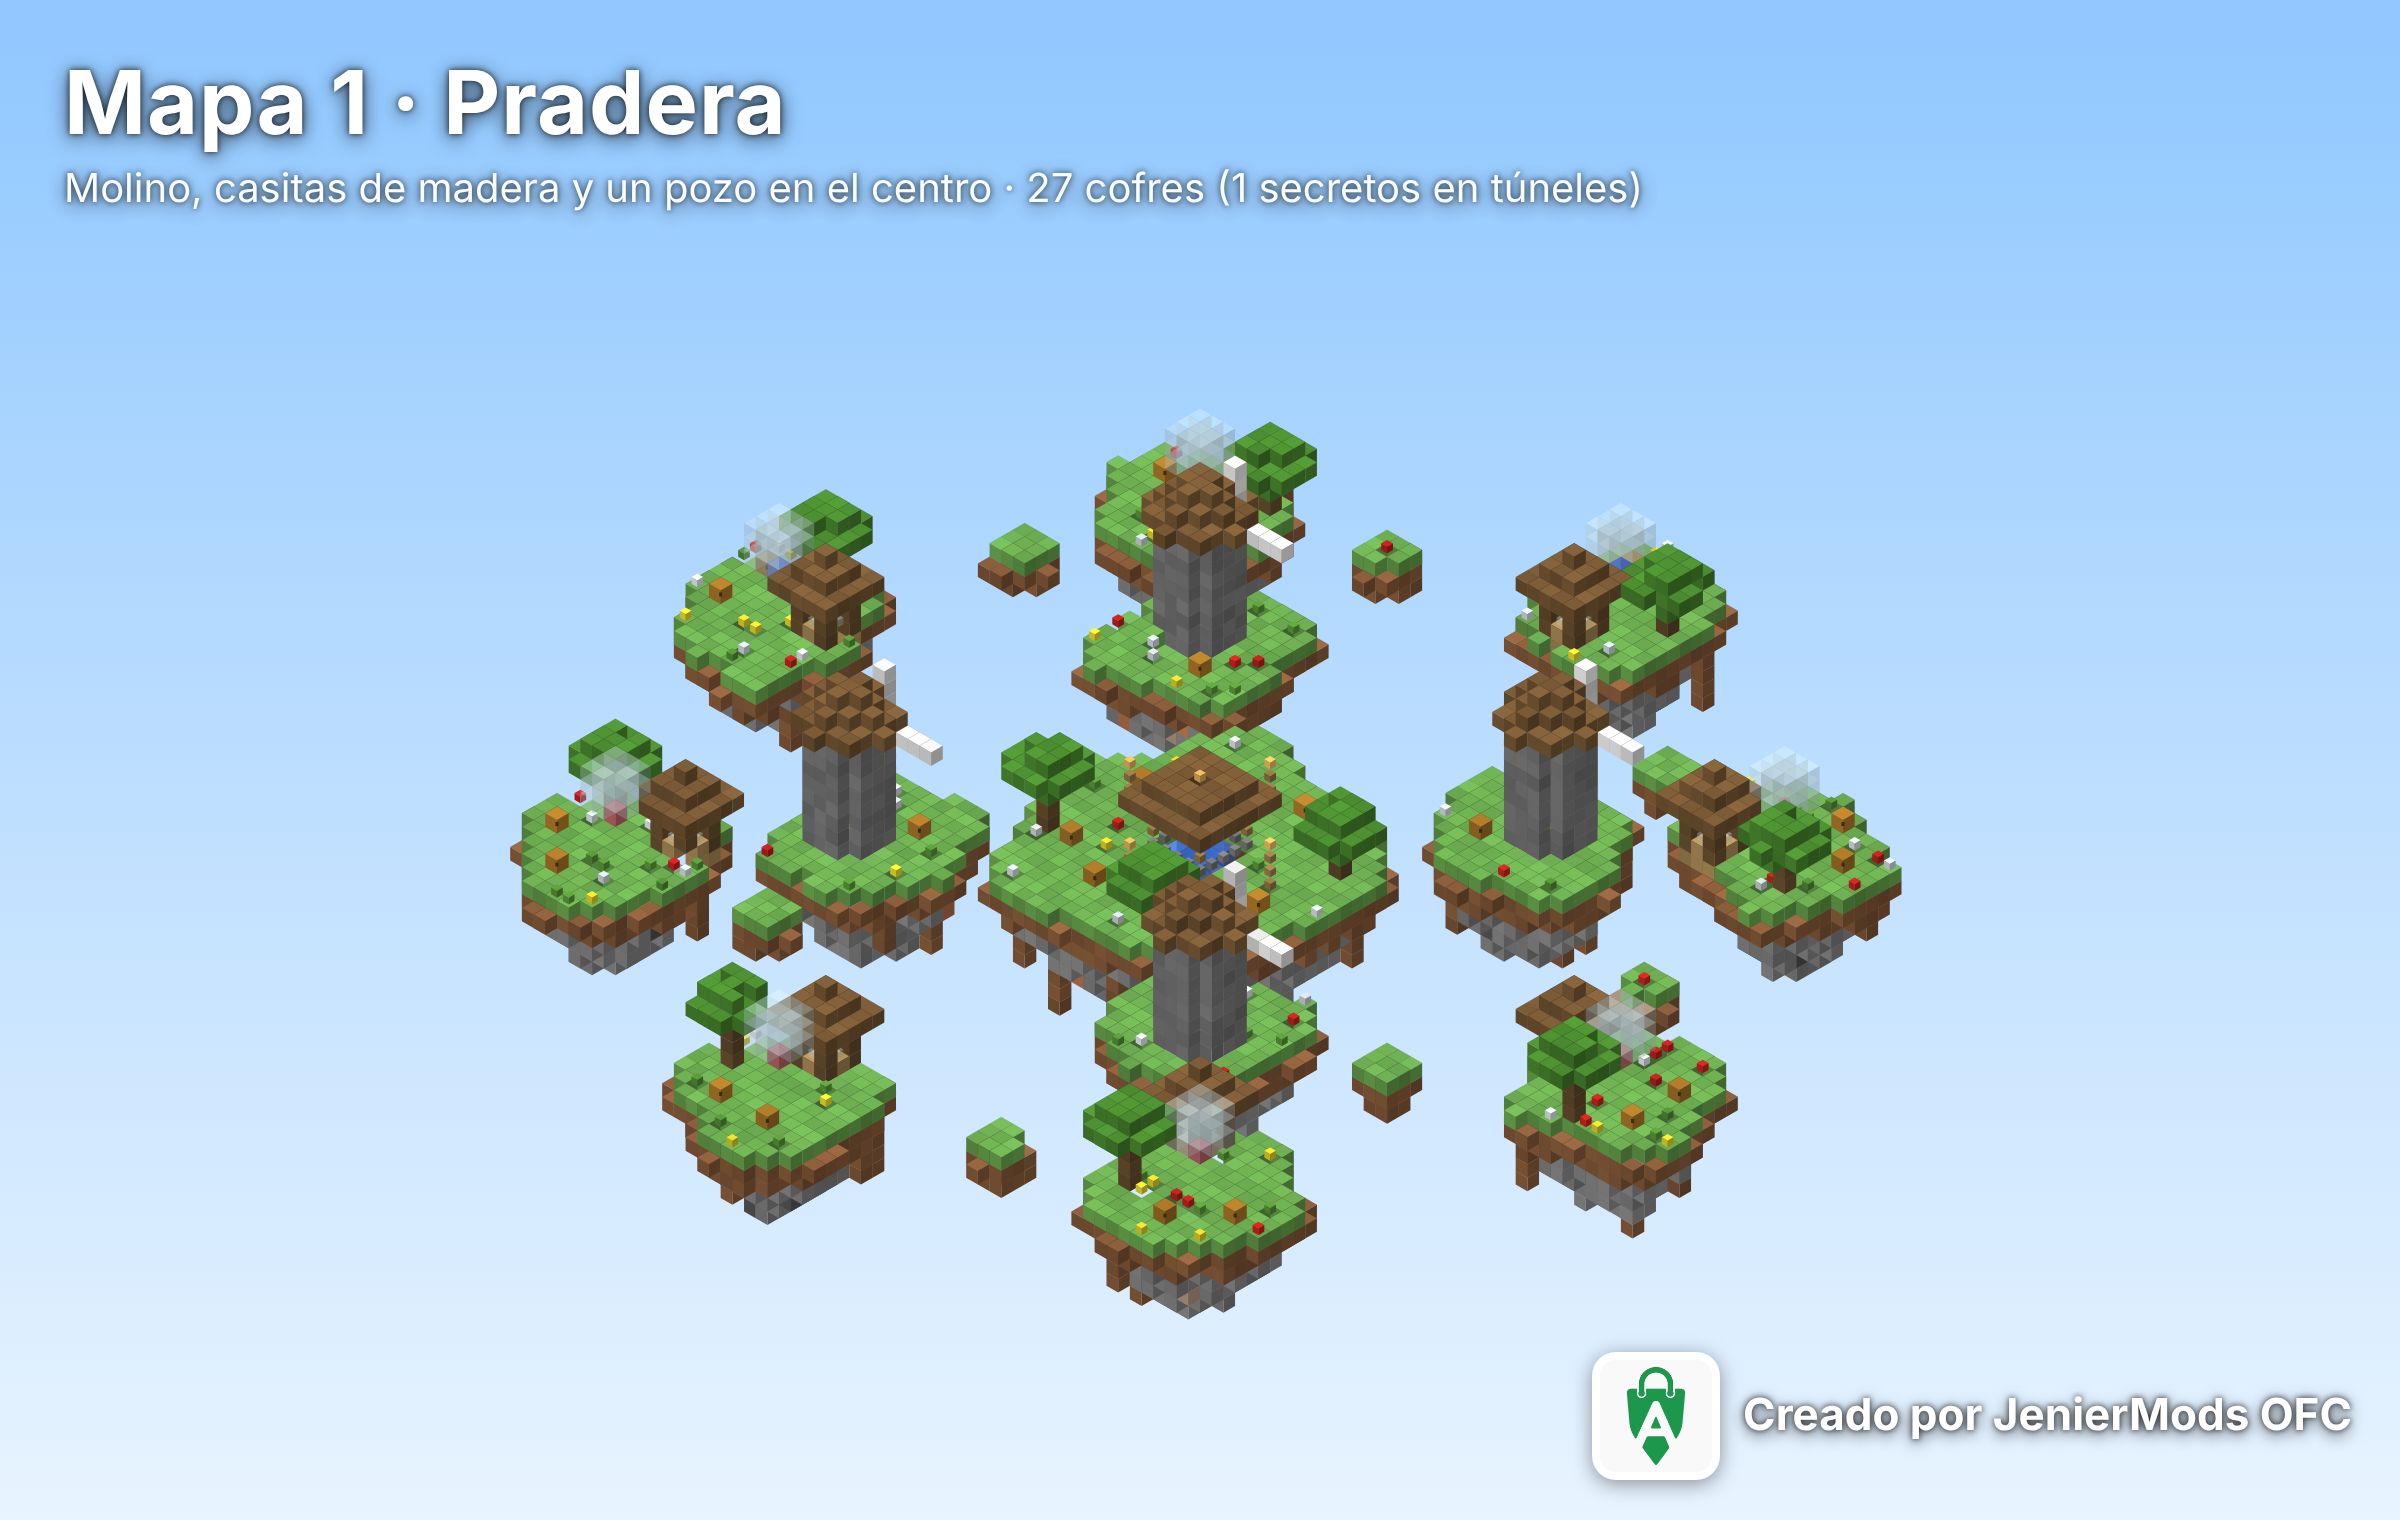 Mapa 1 · Pradera
Molino, casitas de madera y un pozo en el centro · 27 cofres (1 secretos en túneles)
Creado por JenierMods OFC